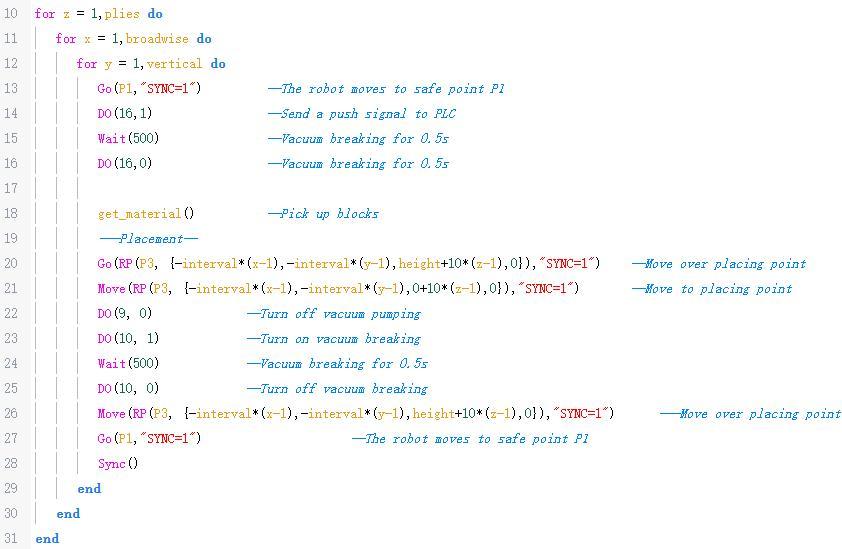 10 for z = 1,plies do
11 for x = 1,broadwise do
12 for y = 1,vertical do
13 Go(P1,"SYNC=1") --The robot moves to safe point P1
14 DO(16,1) --Send a push signal to PLC
15 Wait(500) --Vacuum breaking for 0.5s
16 DO(16,0) --Vacuum breaking for 0.5s
17
18 get_material() --Pick up blocks
19 ---Placement--
20 Go(RP(P3, {-interval*(x-1),-interval*(y-1),height+10*(z-1),0}),"SYNC=1") --Move over placing point
21 Move(RP(P3, {-interval*(x-1),-interval*(y-1),0+10*(z-1),0}),"SYNC=1") --Move to placing point
22 DO(9, 0) --Turn off vacuum pumping
23 DO(10, 1) --Turn on vacuum breaking
24 Wait(500) --Vacuum breaking for 0.5s
25 DO(10, 0) --Turn off vacuum breaking
26 Move(RP(P3, {-interval*(x-1),-interval*(y-1),height+10*(z-1),0}),"SYNC=1") ---Move over placing point
27 Go(P1,"SYNC=1") --The robot moves to safe point P1
28 Sync()
29 end
30 end
31 end